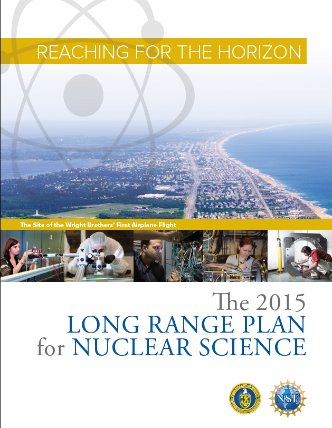 REACHING FOR THE HORIZON
The Site of the Wright Brothers' First Airplane Flight
The 2015
LONG RANGE PLAN
for NUCLEAR SCIENCE
NSF